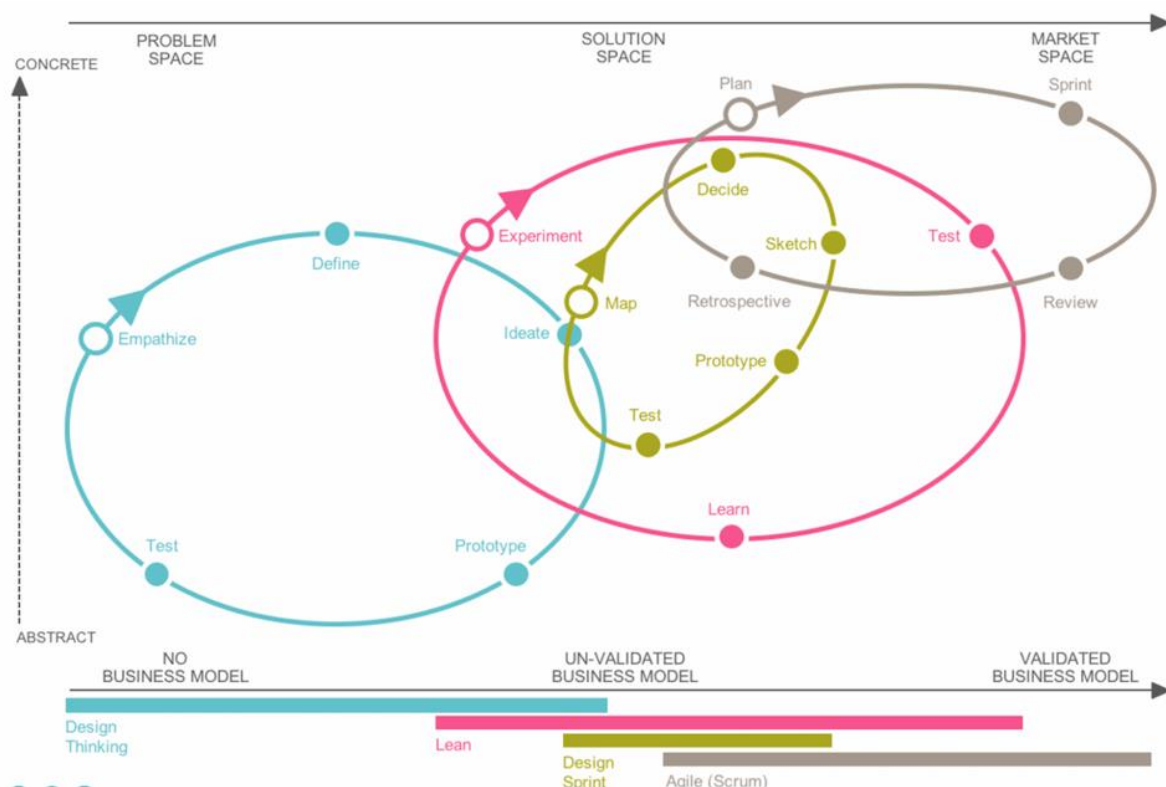 PROBLEM
SPACE
SOLUTION
SPACE
MARKET
SPACE
CONCRETE
Plan
Sprint
Decide
Experiment
Sketch
Test
Define
Map
Retrospective
Review
Empathize
Ideate
Prototype
Test
Learn
Test
Prototype
ABSTRACT
NO
BUSINESS MODEL
UN-VALIDATED
BUSINESS MODEL
VALIDATED
BUSINESS MODEL
Design
Thinking
Lean
Design
Sprint
Agile (Scrum)